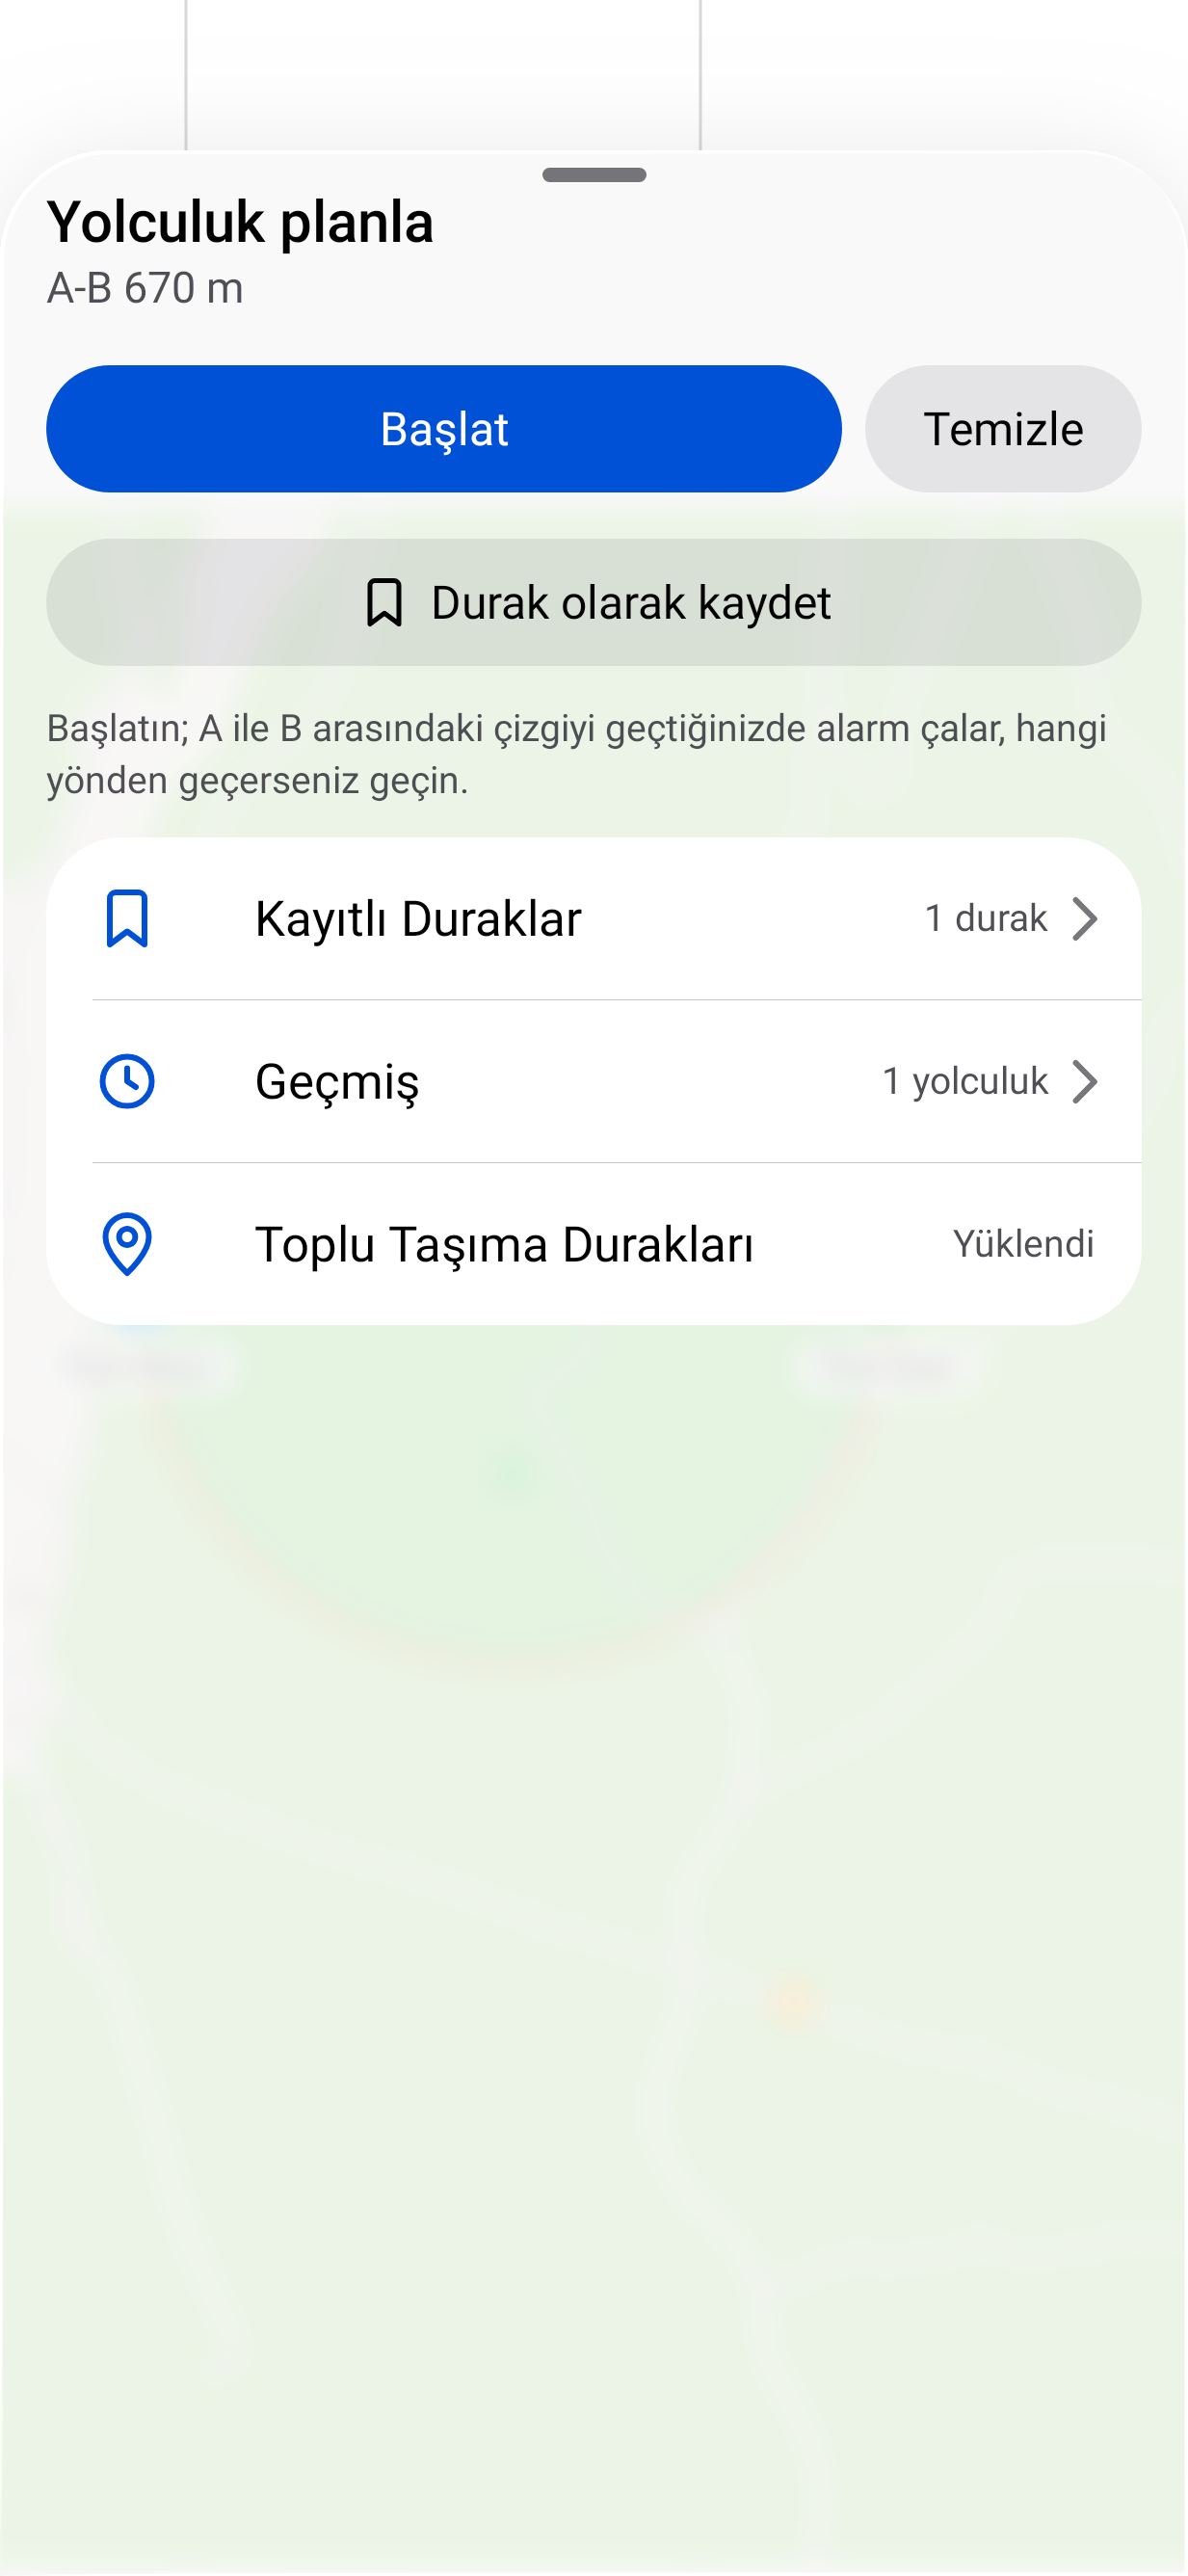 Yolculuk planla
A-B 670 m
Başlat
Temizle
Durak olarak kaydet
Başlatın; A ile B arasındaki çizgiyi geçtiğinizde alarm çalar, hangi
yönden geçerseniz geçin.
Kayıtlı Duraklar
1 durak
Geçmiş
1 yolculuk
Toplu Taşıma Durakları
Yüklendi